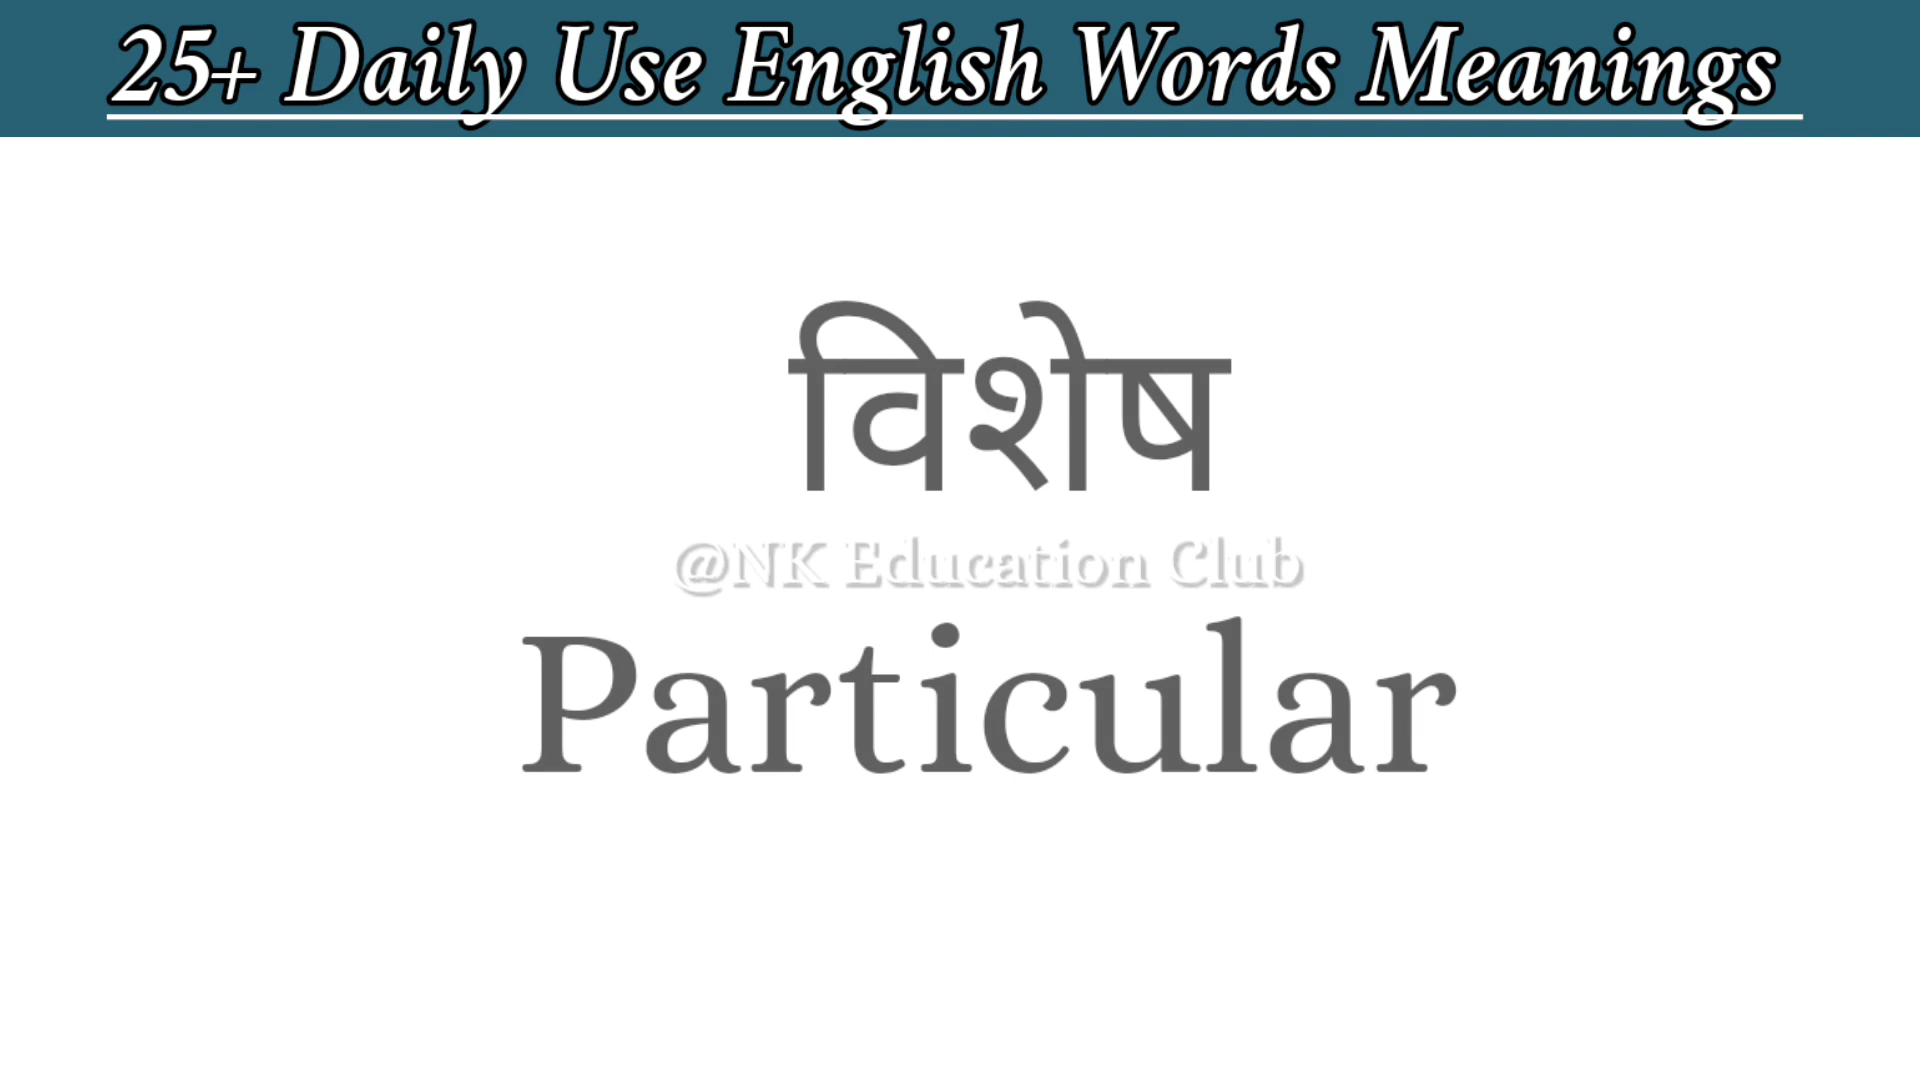 25+ Daily Use English Words Meanings
विशेष
@NK Education Club
Particular